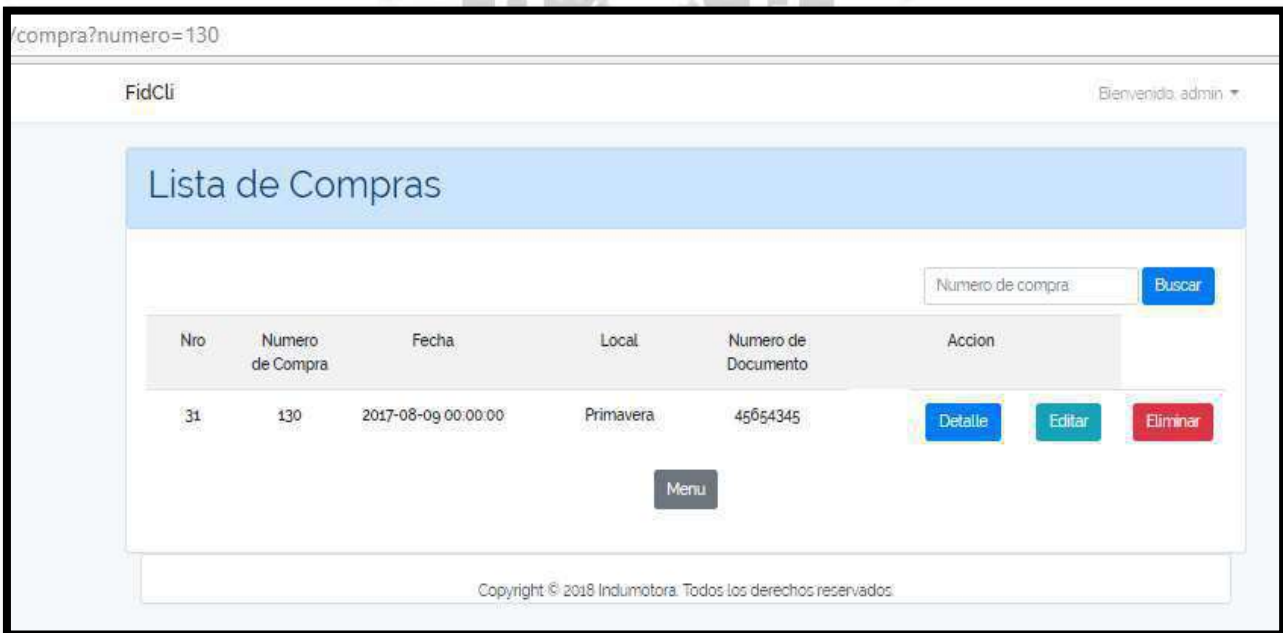 /compra?numero=130
FidCli
Bienvenido, admin
Lista de Compras
Numero de compra
Buscar
Nro Numero de Compra Fecha Local Numero de Documento Accion
31 130 2017-08-09 00:00:00 Primavera 45654345 Detalle Editar Eliminar
Menu
Copyright © 2018 Indumotora. Todos los derechos reservados.